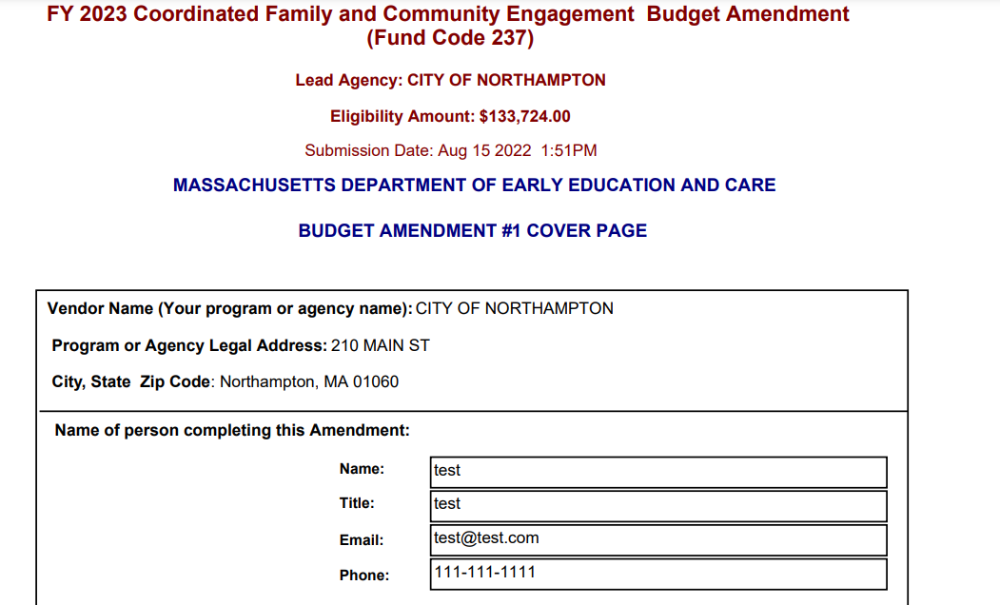 FY 2023 Coordinated Family and Community Engagement Budget Amendment
(Fund Code 237)
Lead Agency: CITY OF NORTHAMPTON
Eligibility Amount: $133,724.00
Submission Date: Aug 15 2022 1:51PM
MASSACHUSETTS DEPARTMENT OF EARLY EDUCATION AND CARE
BUDGET AMENDMENT #1 COVER PAGE
Vendor Name (Your program or agency name): CITY OF NORTHAMPTON
Program or Agency Legal Address: 210 MAIN ST
City, State Zip Code: Northampton, MA 01060
Name of person completing this Amendment:
Name: test
Title: test
Email: test@test.com
Phone: 111-111-1111